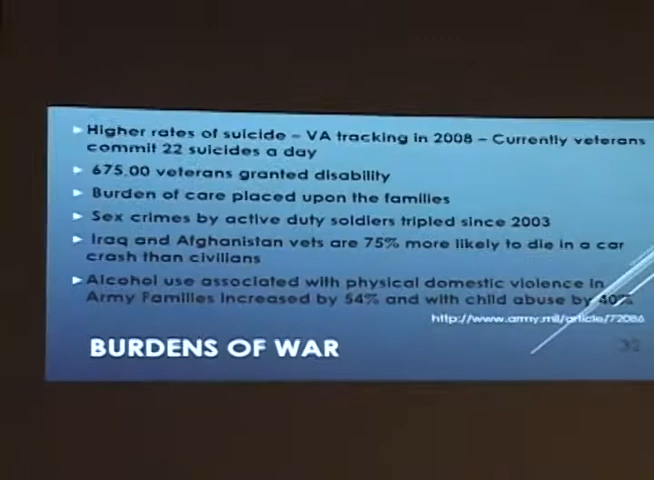 Higher rates of suicide – VA tracking in 2008 – Currently veterans
commit 22 suicides a day
675,00 veterans granted disability
Burden of care placed upon the families
Sex crimes by active duty soldiers tripled since 2003
Iraq and Afghanistan vets are 75% more likely to die in a car
crash than civilians
Alcohol use associated with physical domestic violence in
Army Families increased by 54% and with child abuse by 40%
http://www.army.mil/article/72086
BURDENS OF WAR
32